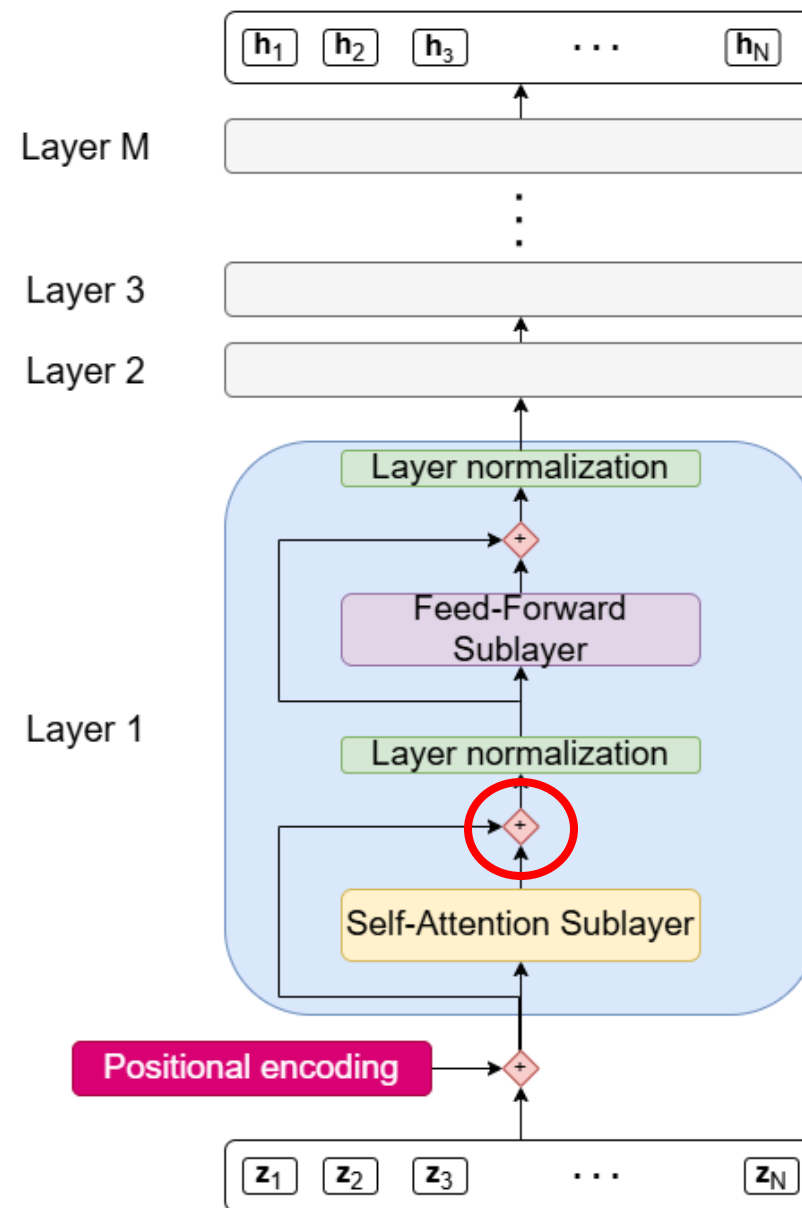 h1 h2 h3 ... hN
Layer M
⋮
Layer 3
Layer 2
Layer normalization
+
Feed-Forward
Sublayer
Layer 1
Layer normalization
+
Self-Attention Sublayer
Positional encoding +
z1 z2 z3 ... zN